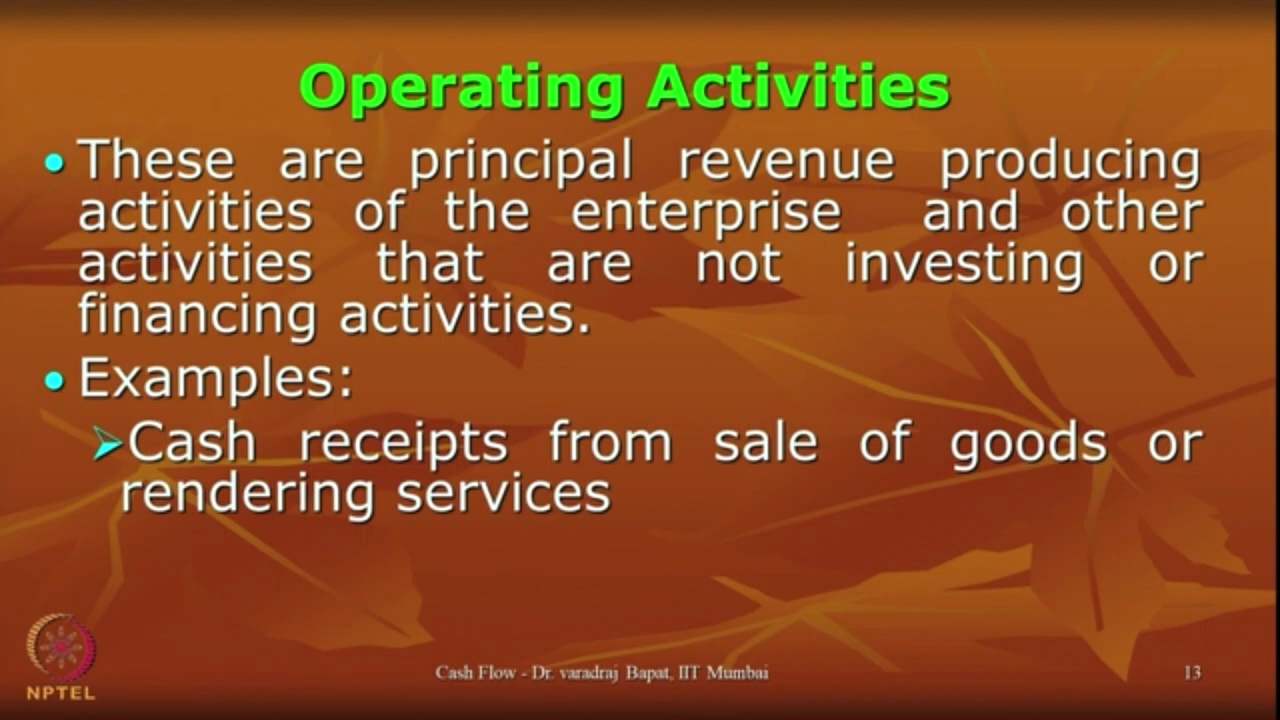 Operating Activities
• These are principal revenue producing
activities of the enterprise and other
activities that are not investing or
financing activities.
• Examples:
➢Cash receipts from sale of goods or
rendering services
NPTEL
Cash Flow - Dr. varadraj Bapat, IIT Mumbai
13